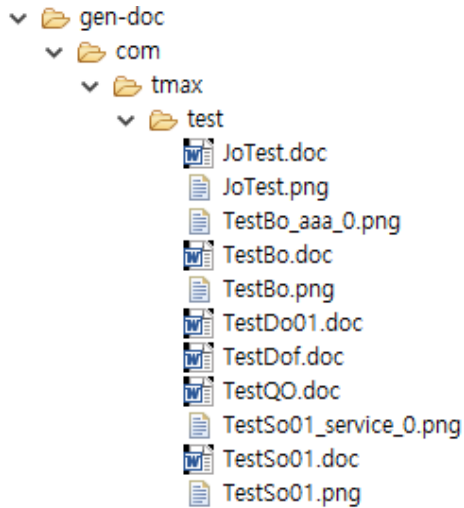 gen-doc
com
tmax
test
JoTest.doc
JoTest.png
TestBo_aaa_0.png
TestBo.doc
TestBo.png
TestDo01.doc
TestDof.doc
TestQO.doc
TestSo01_service_0.png
TestSo01.doc
TestSo01.png